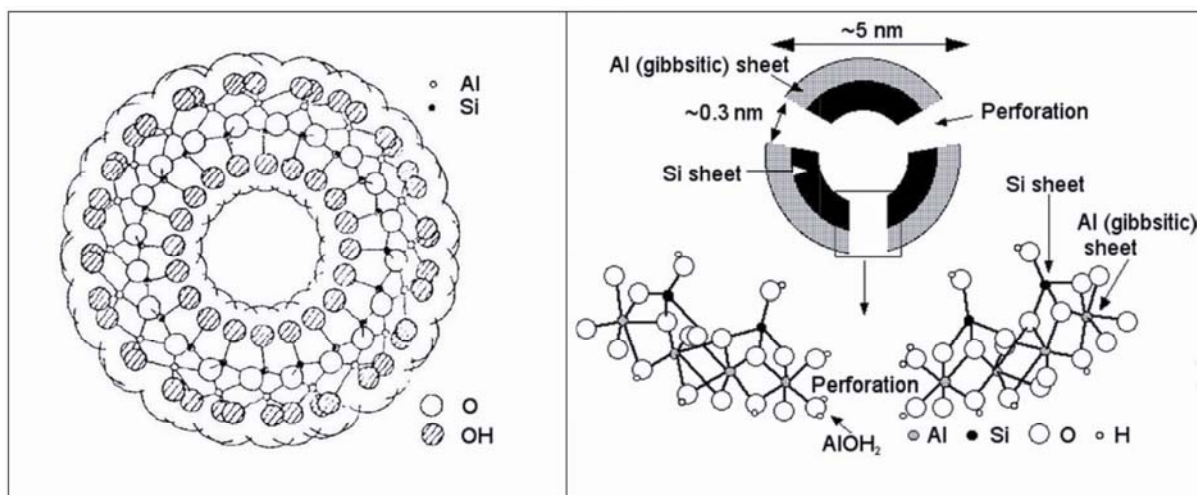 Al
Si
O
OH
~5 nm
Al (gibbsitic) sheet
~0.3 nm
Perforation
Si sheet
Si sheet
Al (gibbsitic)
sheet
H
H
H
H
H
H
H
H
H
H
H
H
H
H
Perforation
AlOH₂
Al
Si
O
H